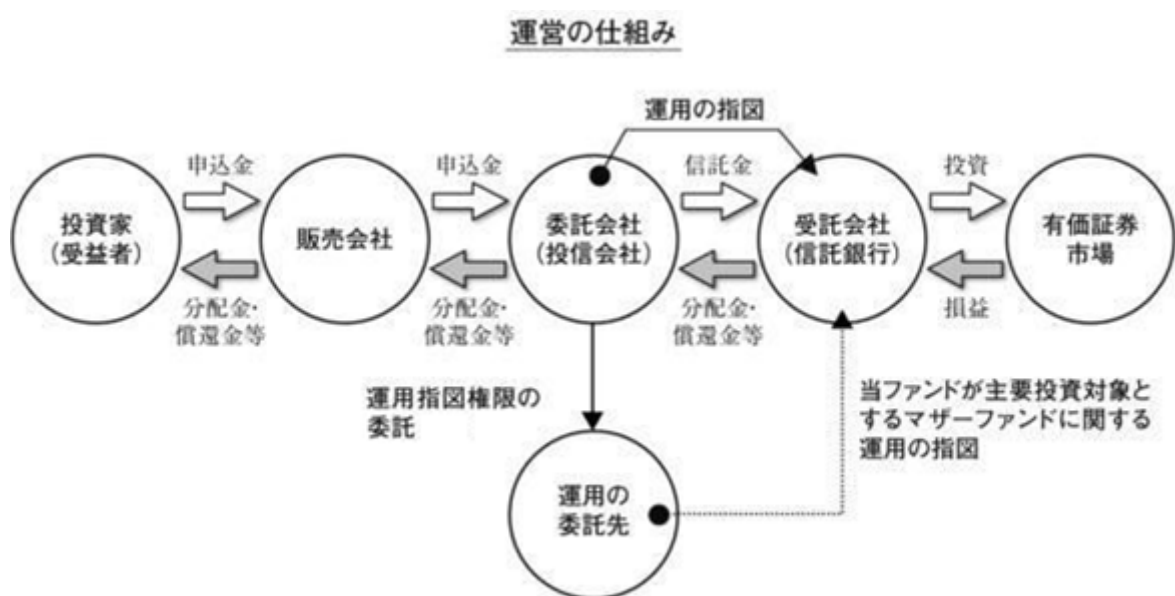 運営の仕組み
運用の指図
申込金
申込金
信託金
投資
投資家
(受益者)
販売会社
委託会社
(投信会社)
受託会社
(信託銀行)
有価証券
市場
分配金・
償還金等
分配金・
償還金等
分配金・
償還金等
損益
運用指図権限の
委託
当ファンドが主要投資対象と
するマザーファンドに関する
運用の指図
運用の
委託先